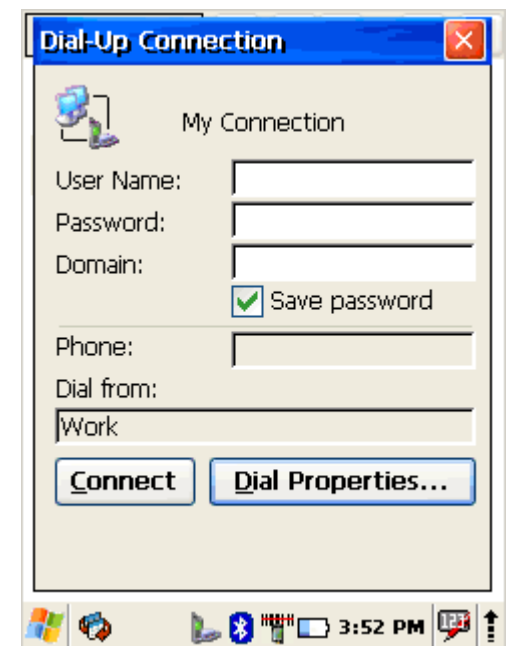 Dial-Up Connection
My Connection
User Name:
Password:
Domain:
Save password
Phone:
Dial from:
Work
Connect
Dial Properties...
3:52 PM
123